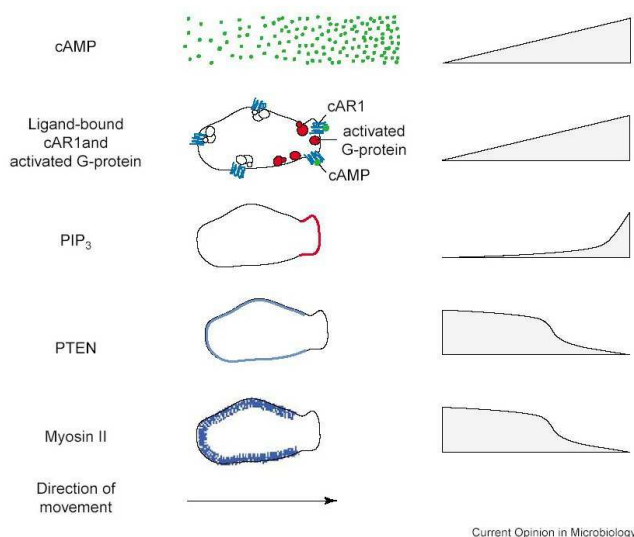 cAMP
cAR1
Ligand-bound
cAR1and
activated G-protein
activated
G-protein
cAMP
PIP3
PTEN
Myosin II
Direction of
movement
Current Opinion in Microbiology